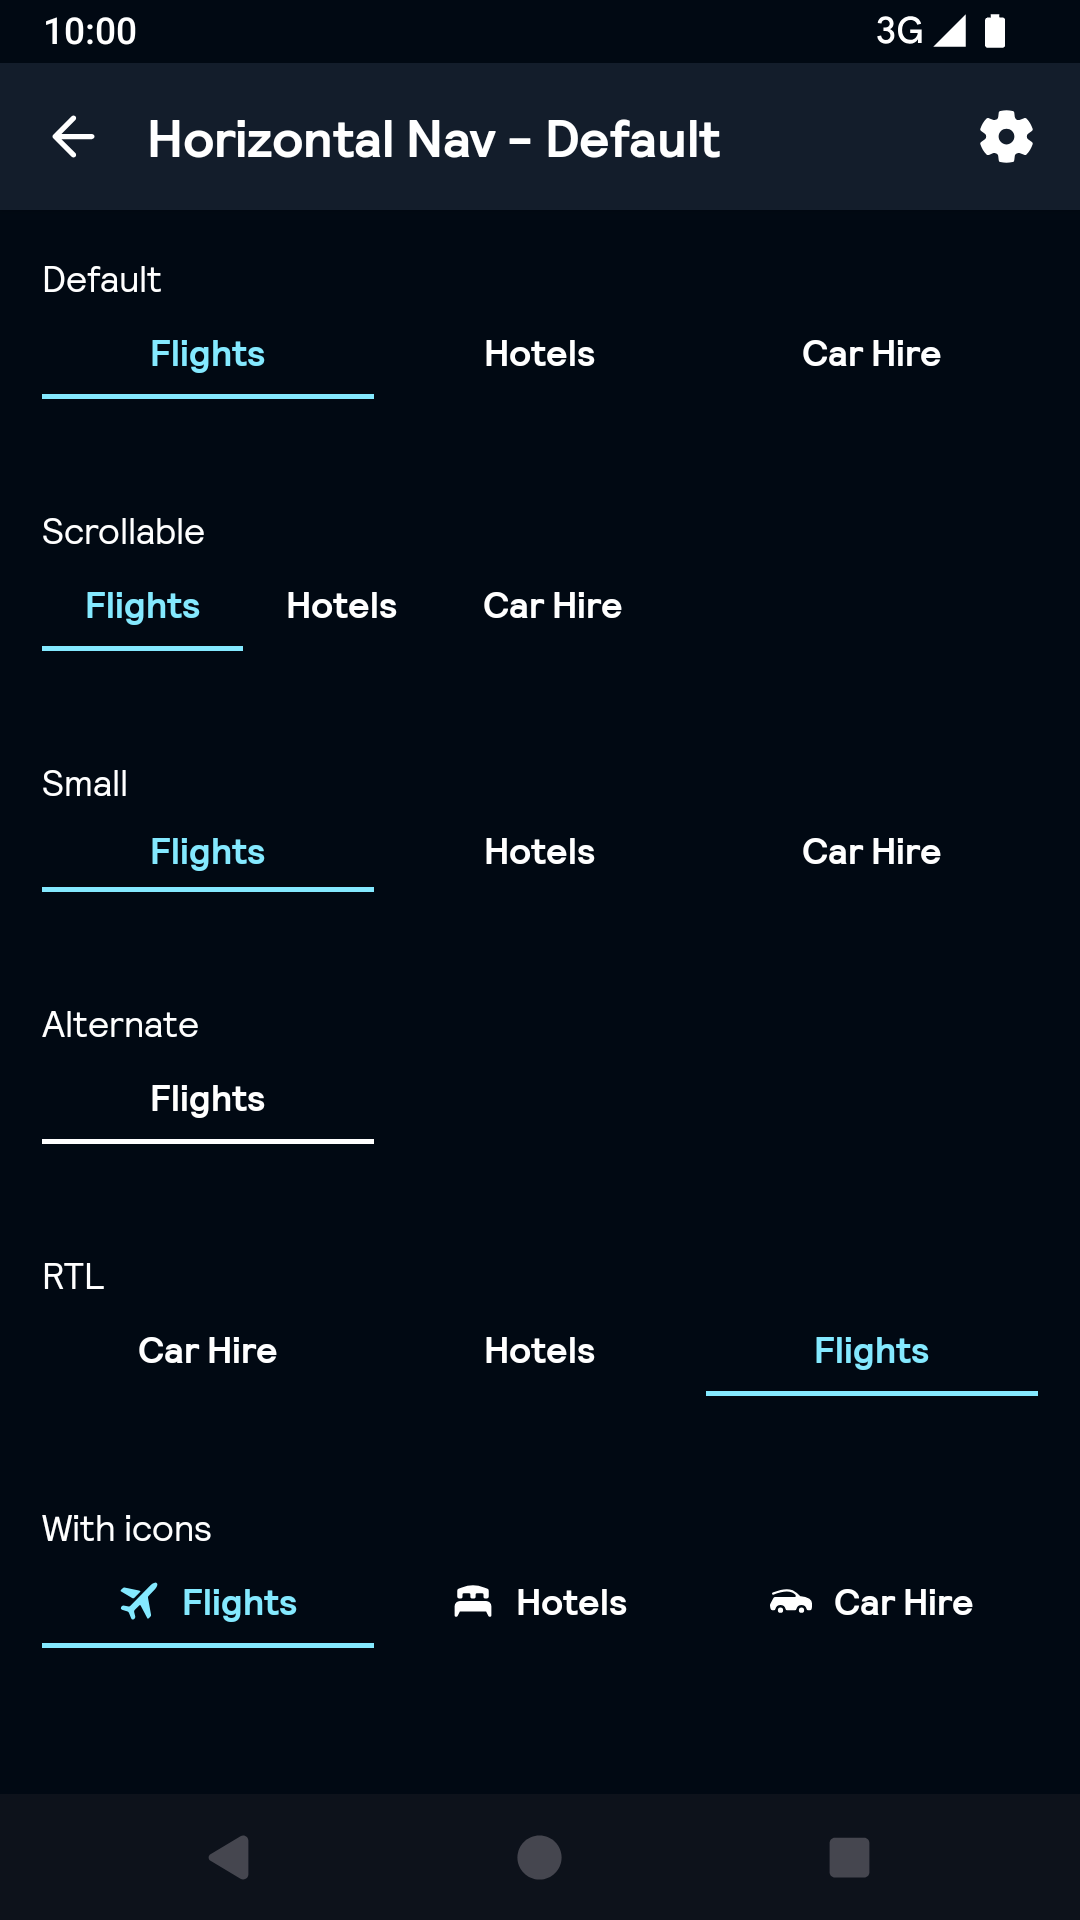 10:00 3G
Horizontal Nav - Default
Default
Flights Hotels Car Hire
Scrollable
Flights Hotels Car Hire
Small
Flights Hotels Car Hire
Alternate
Flights
RTL
Car Hire Hotels Flights
With icons
Flights Hotels Car Hire